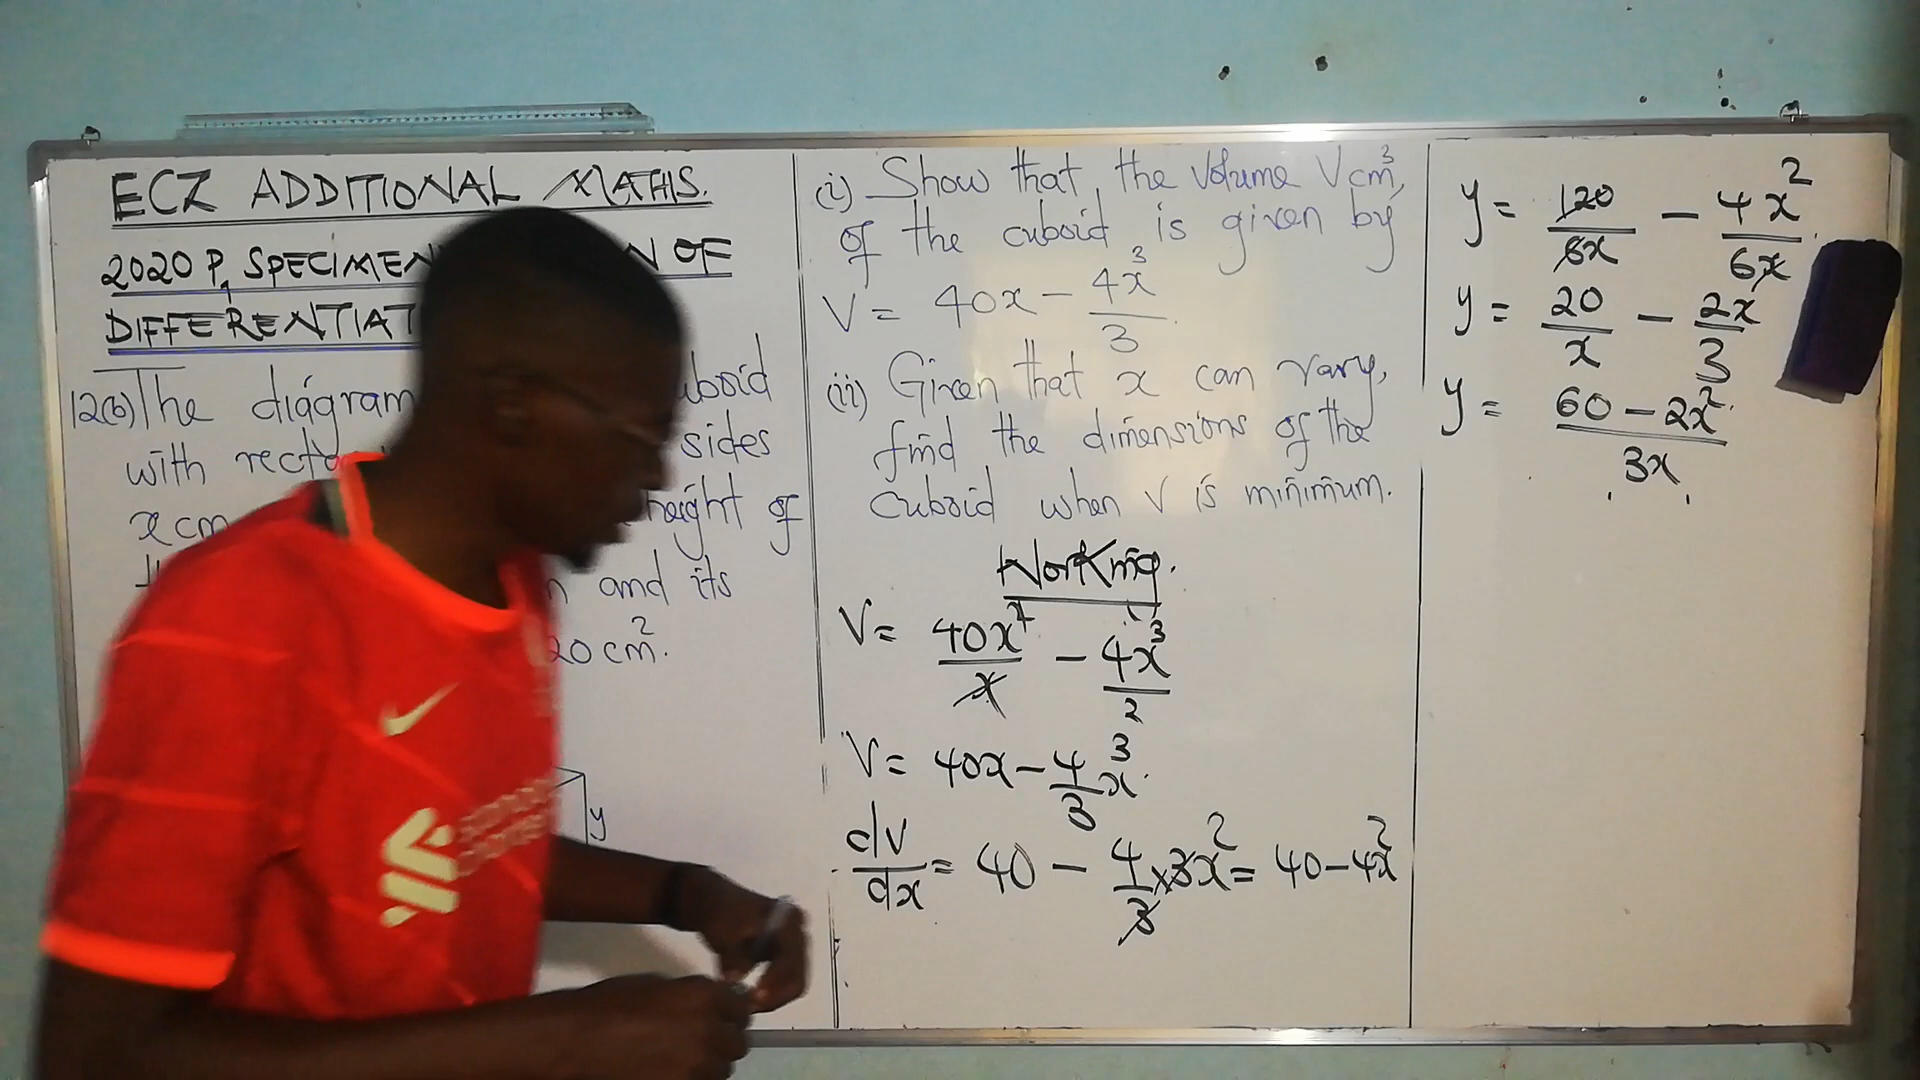 ECZ ADDITIONAL MATHS.
2020 P1 SPECIMEN OF
DIFFERENTIAT
12(b) The diagram uboid
with recta sides
x cm height of
and its
20 cm².
y
(i) Show that, the volume V cm³,
of the cuboid is given by
V = 40x - 4x³/3.
(ii) Given that x can vary,
find the dimensions of the
cuboid when V is minimum.
Working.
V = 40x²/x - 4x³/3
V = 40x - 4/3 x³.
dV/dx = 40 - 4/3 × 3x² = 40 - 4x²
y = 120/6x - 4x²/6x.
y = 20/x - 2x/3
y = 60 - 2x²/3x